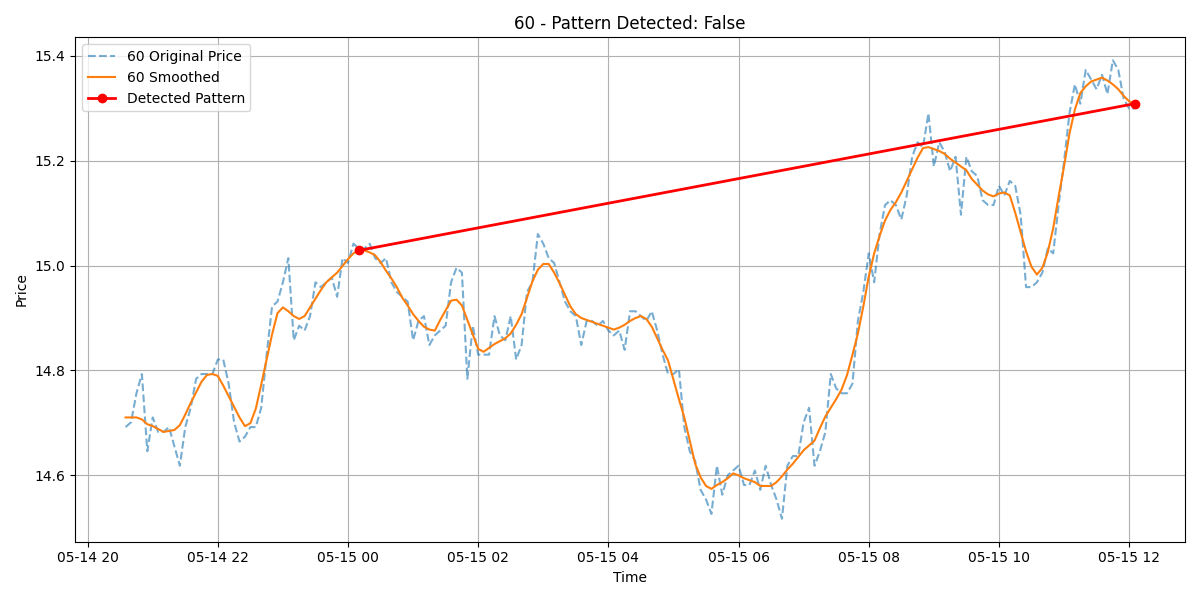 60 - Pattern Detected: False
60 Original Price
60 Smoothed
Detected Pattern
Price
15.4
15.2
15.0
14.8
14.6
05-14 20
05-14 22
05-15 00
05-15 02
05-15 04
05-15 06
05-15 08
05-15 10
05-15 12
Time